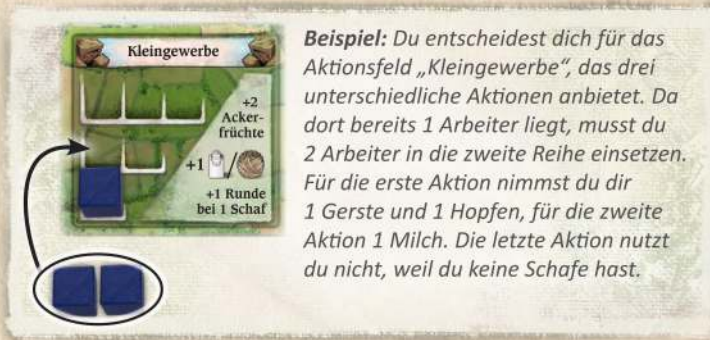 Kleingewerbe
+2
Acker-
früchte
+1 /
+1 Runde
bei 1 Schaf
Beispiel: Du entscheidest dich für das
Aktionsfeld „Kleingewerbe“, das drei
unterschiedliche Aktionen anbietet. Da
dort bereits 1 Arbeiter liegt, musst du
2 Arbeiter in die zweite Reihe einsetzen.
Für die erste Aktion nimmst du dir
1 Gerste und 1 Hopfen, für die zweite
Aktion 1 Milch. Die letzte Aktion nutzt
du nicht, weil du keine Schafe hast.